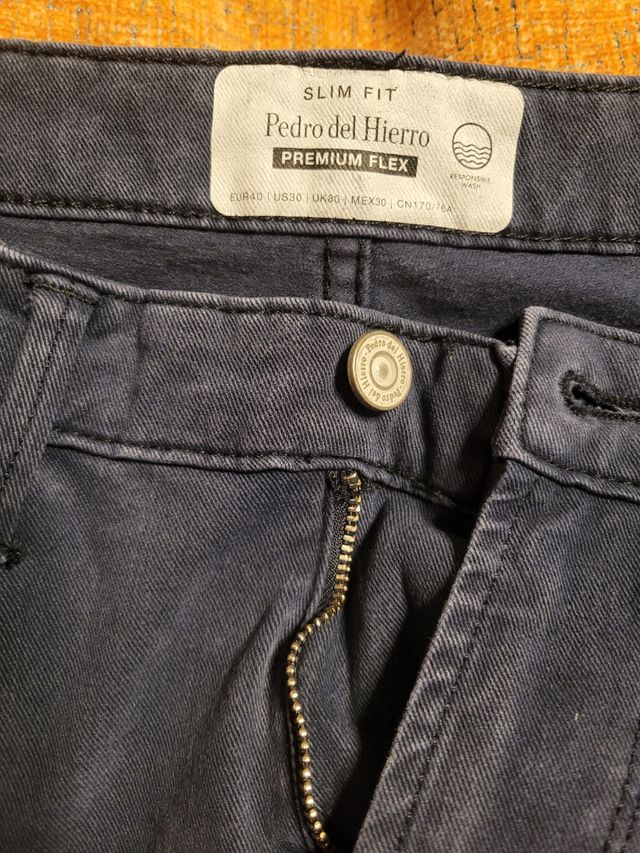 SLIM FIT
Pedro del Hierro
PREMIUM FLEX
RESPONSIBLE
WASH
EUR40 | US30 | UK30 | MEX30 | CN170/76A
Pedro del Hierro · Pedro del Hierro ·